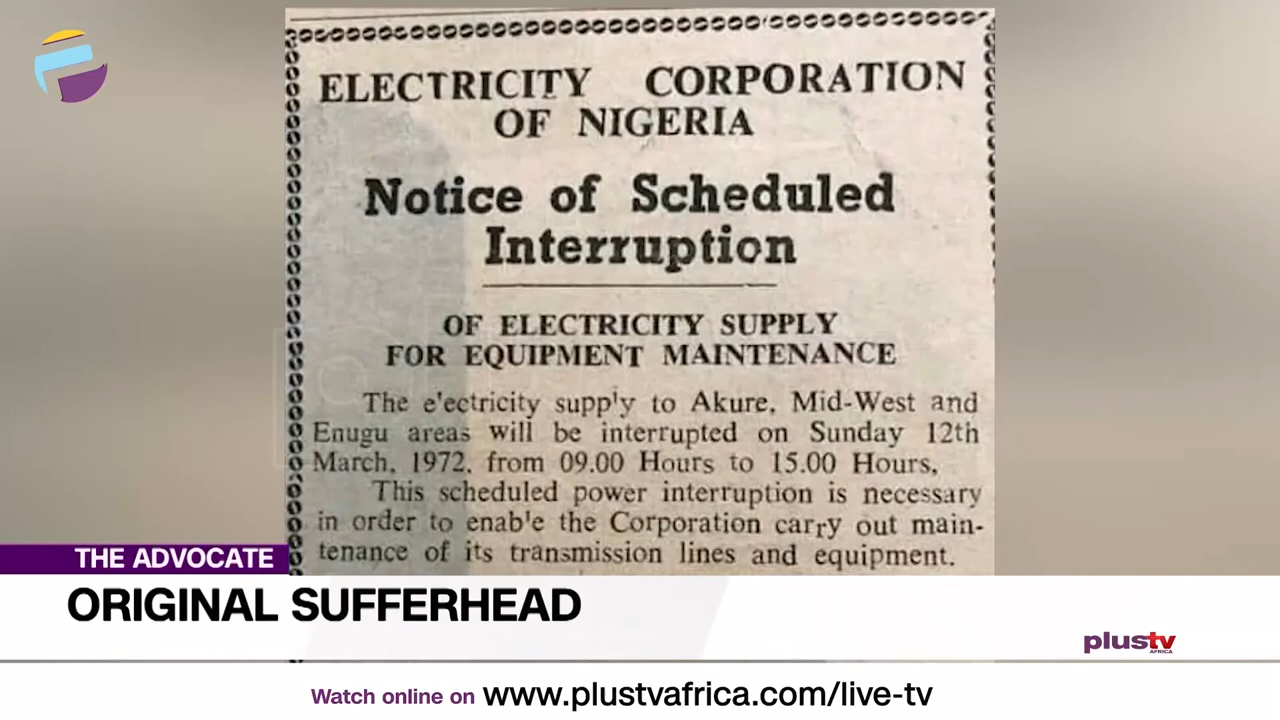 ELECTRICITY CORPORATION
OF NIGERIA
Notice of Scheduled
Interruption
OF ELECTRICITY SUPPLY
FOR EQUIPMENT MAINTENANCE
The e'ectricity supp'y to Akure, Mid-West and
Enugu areas will be interrupted on Sunday 12th
March, 1972, from 09.00 Hours to 15.00 Hours,
This scheduled power interruption is necessary
in order to enab'e the Corporation carry out main-
tenance of its transmission lines and equipment.
THE ADVOCATE
ORIGINAL SUFFERHEAD
plustv
AFRICA
Watch online on www.plustvafrica.com/live-tv